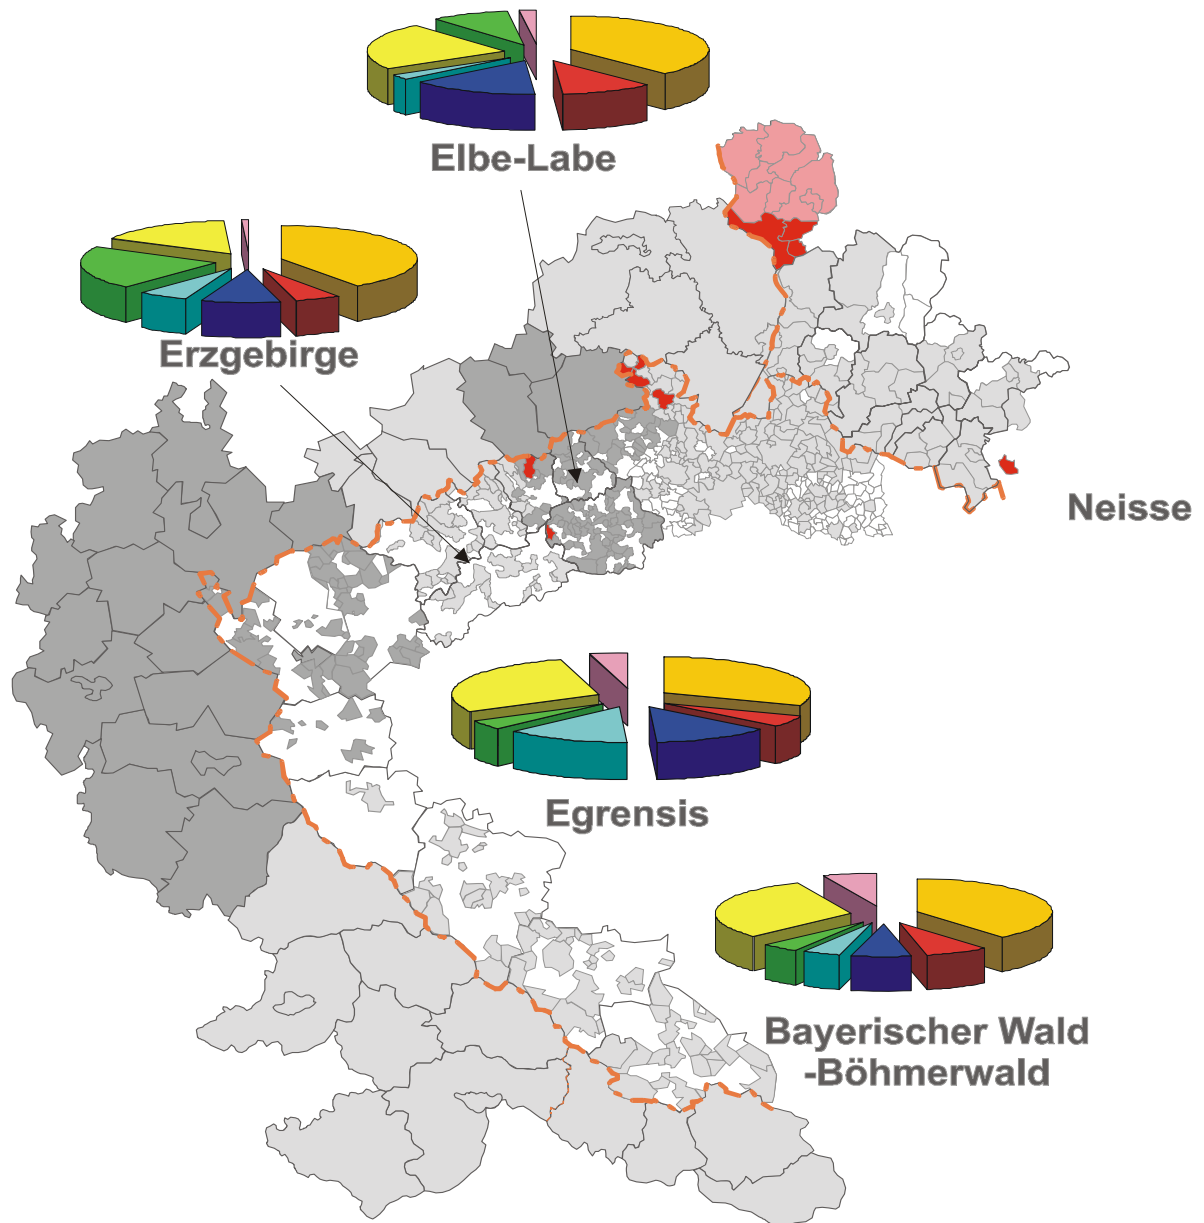 Elbe-Labe
Erzgebirge
Neisse
Egrensis
Bayerischer Wald
-Böhmerwald